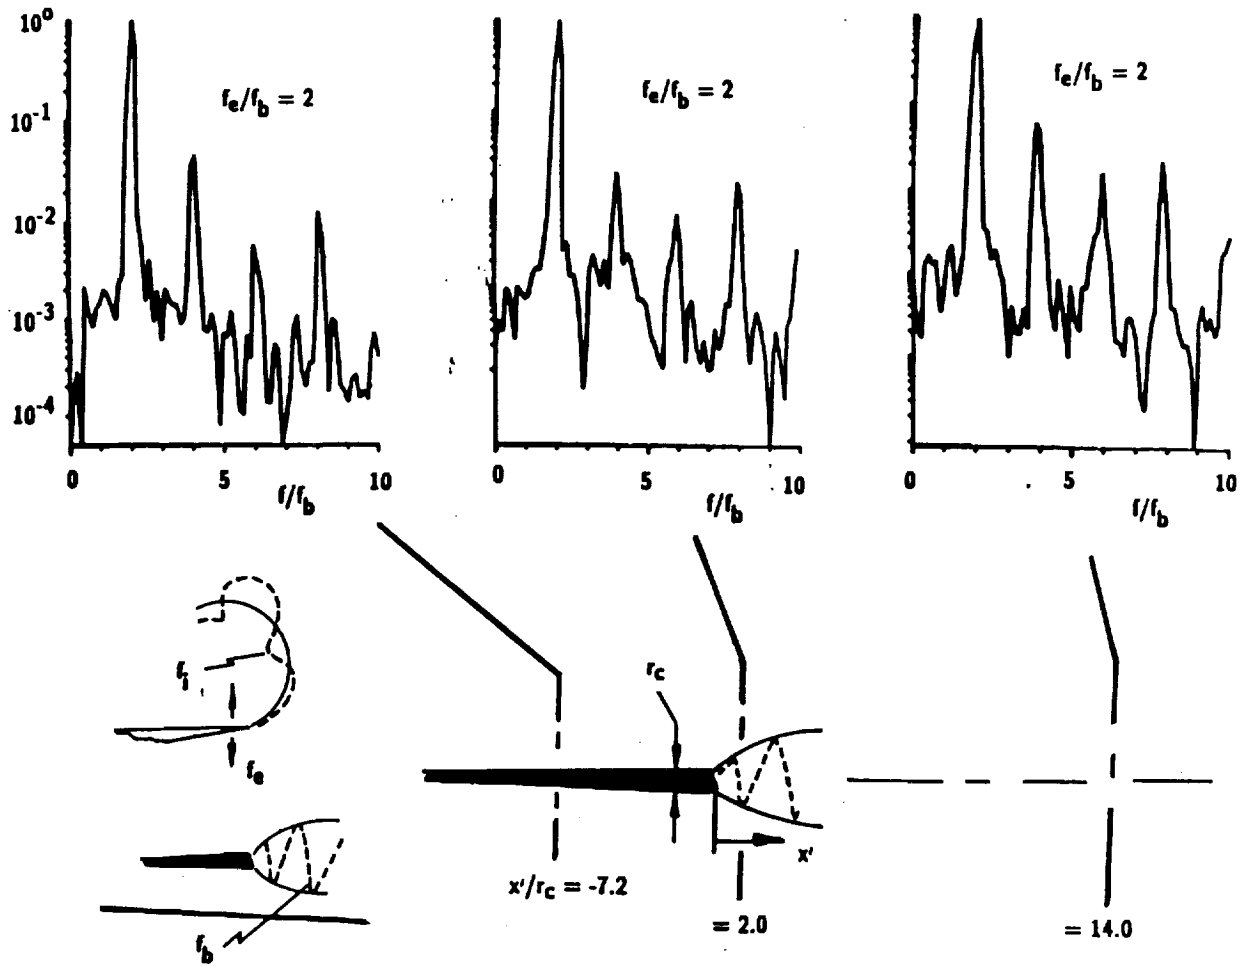 10⁰
10⁻¹
10⁻²
10⁻³
10⁻⁴
fe/fb = 2
fe/fb = 2
fe/fb = 2
0 5 10
f/fb
0 5 10
f/fb
0 5 10
f/fb
fi
fe
fb
rc
x'
x'/rc = -7.2
= 2.0
= 14.0